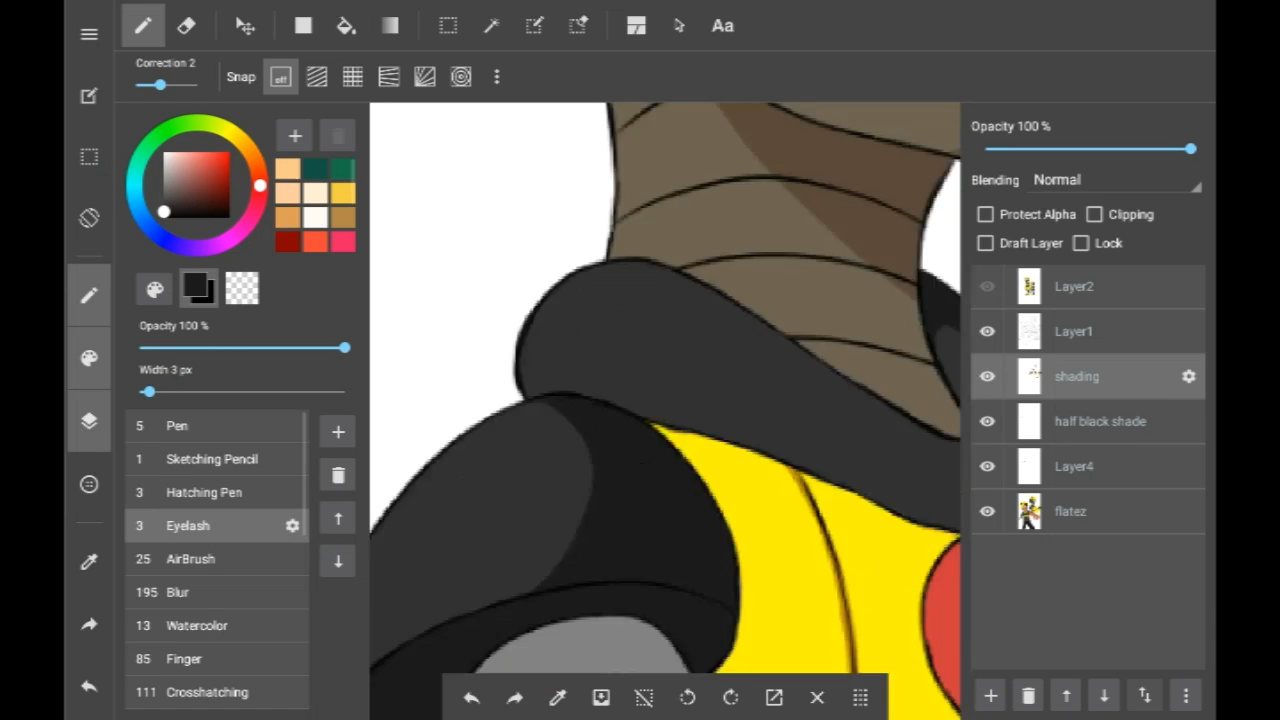 Aa
Correction 2
Snap
off
Opacity 100 %
Blending Normal
Protect Alpha
Clipping
Draft Layer
Lock
Layer2
Layer1
shading
half black shade
Layer4
flatez
Opacity 100 %
Width 3 px
5 Pen
1 Sketching Pencil
3 Hatching Pen
3 Eyelash
25 AirBrush
195 Blur
13 Watercolor
85 Finger
111 Crosshatching